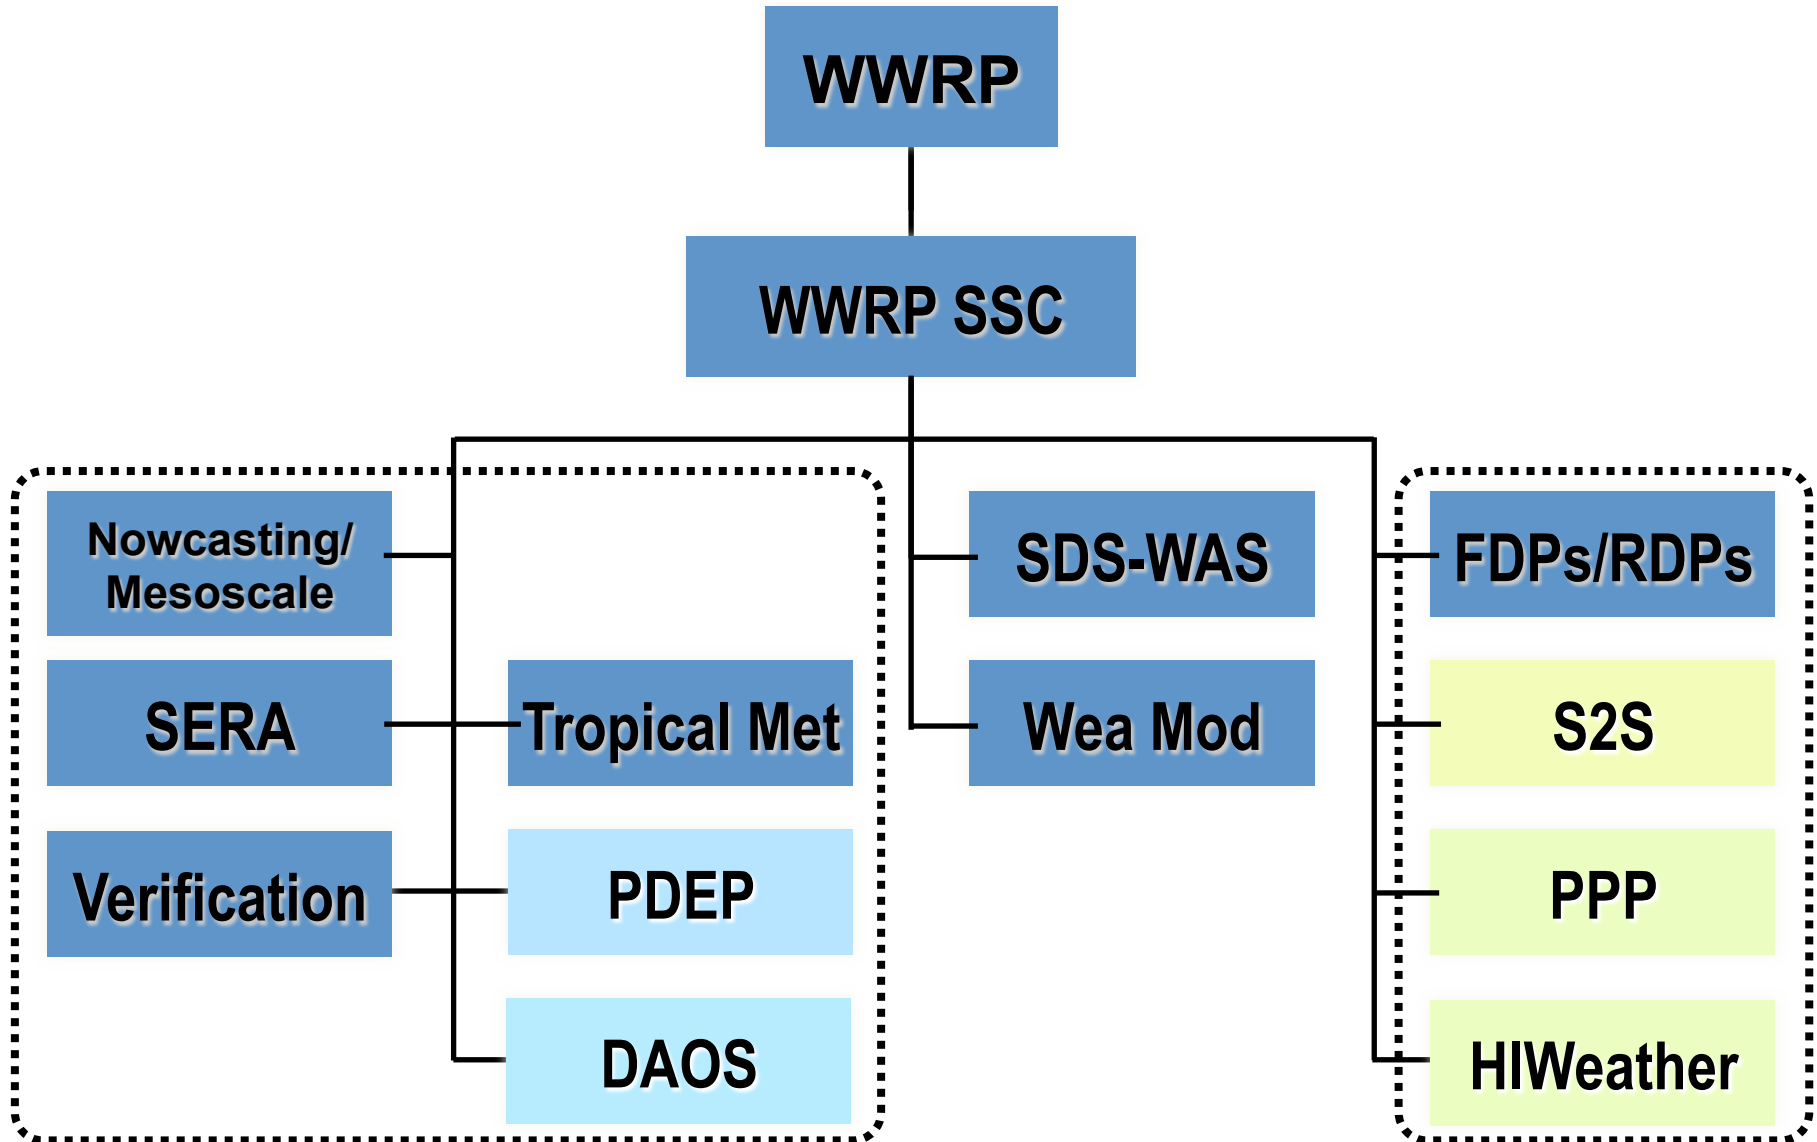 WWRP
WWRP SSC
Nowcasting/
Mesoscale
SERA
Verification
Tropical Met
PDEP
DAOS
SDS-WAS
Wea Mod
FDPs/RDPs
S2S
PPP
HIWeather